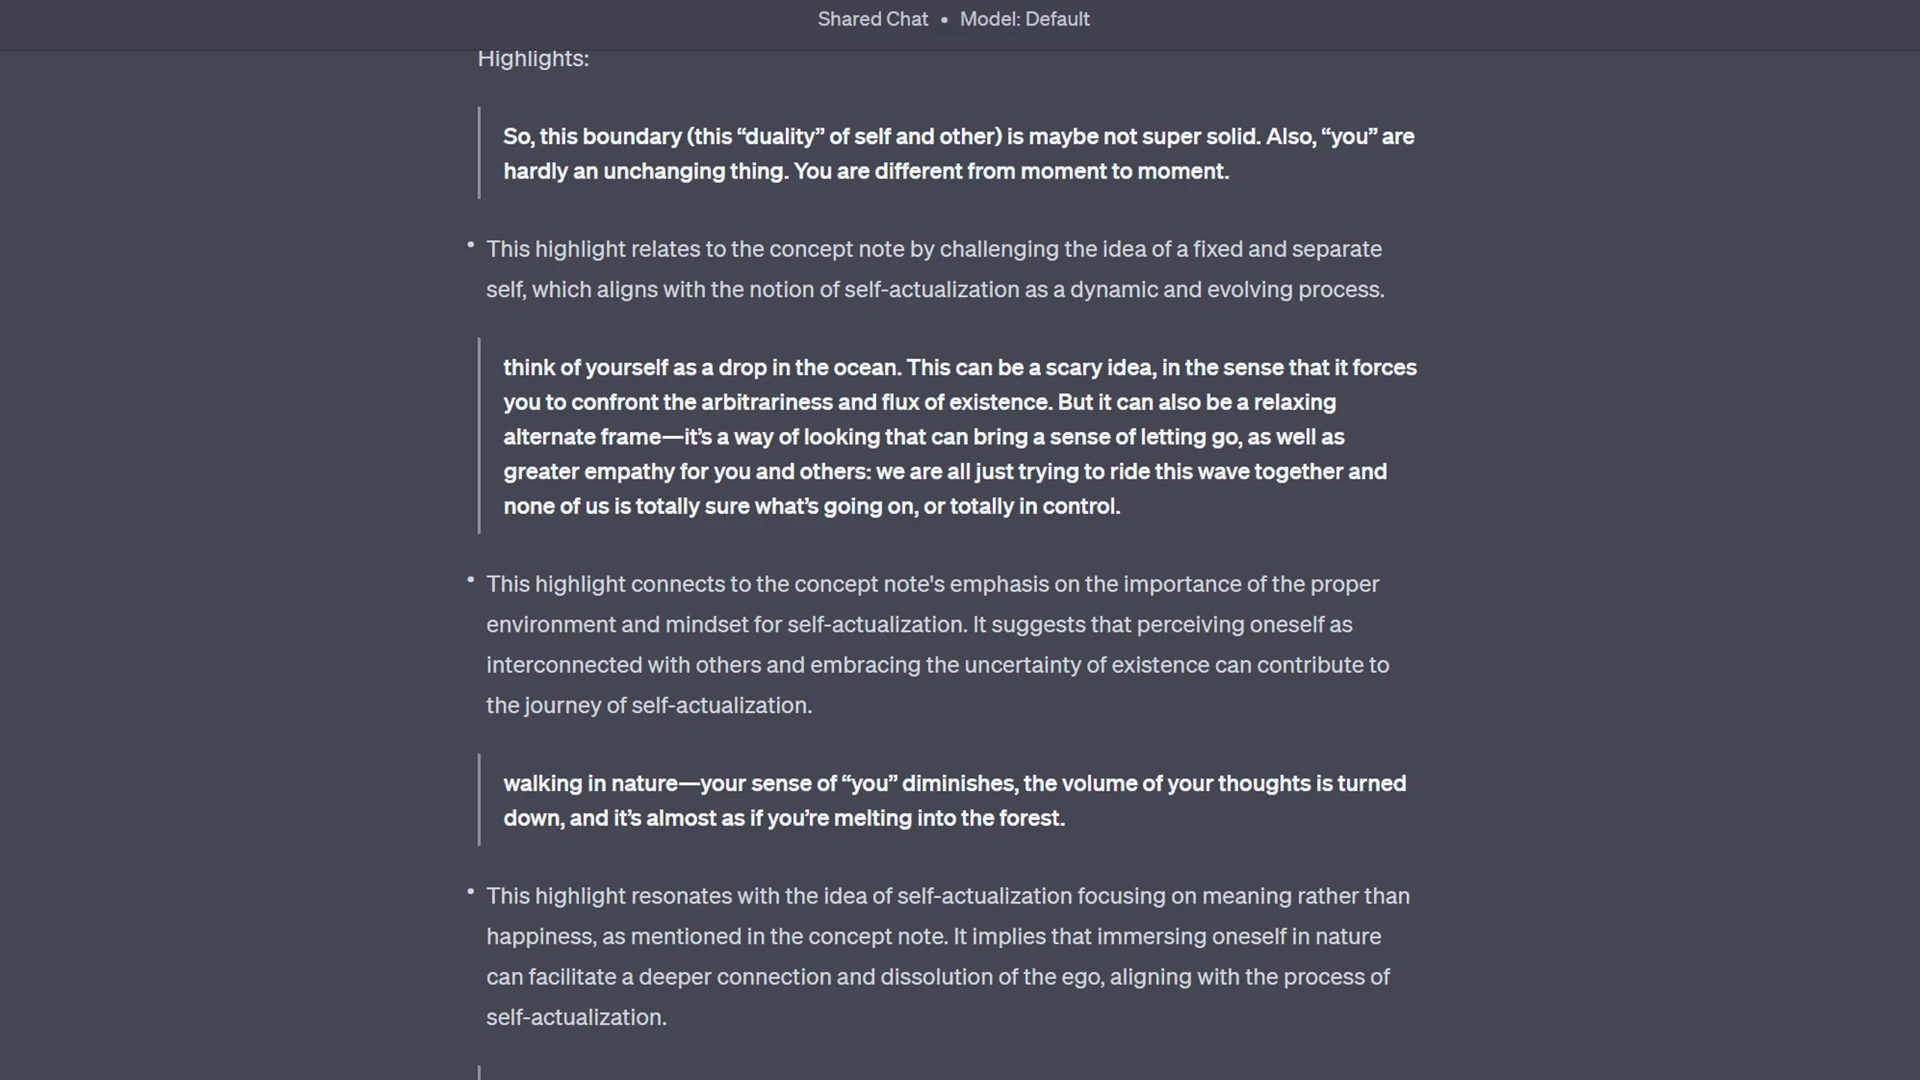 Shared Chat • Model: Default
Highlights:
So, this boundary (this “duality” of self and other) is maybe not super solid. Also, “you” are
hardly an unchanging thing. You are different from moment to moment.
• This highlight relates to the concept note by challenging the idea of a fixed and separate
self, which aligns with the notion of self-actualization as a dynamic and evolving process.
think of yourself as a drop in the ocean. This can be a scary idea, in the sense that it forces
you to confront the arbitrariness and flux of existence. But it can also be a relaxing
alternate frame—it’s a way of looking that can bring a sense of letting go, as well as
greater empathy for you and others: we are all just trying to ride this wave together and
none of us is totally sure what’s going on, or totally in control.
• This highlight connects to the concept note's emphasis on the importance of the proper
environment and mindset for self-actualization. It suggests that perceiving oneself as
interconnected with others and embracing the uncertainty of existence can contribute to
the journey of self-actualization.
walking in nature—your sense of “you” diminishes, the volume of your thoughts is turned
down, and it’s almost as if you’re melting into the forest.
• This highlight resonates with the idea of self-actualization focusing on meaning rather than
happiness, as mentioned in the concept note. It implies that immersing oneself in nature
can facilitate a deeper connection and dissolution of the ego, aligning with the process of
self-actualization.